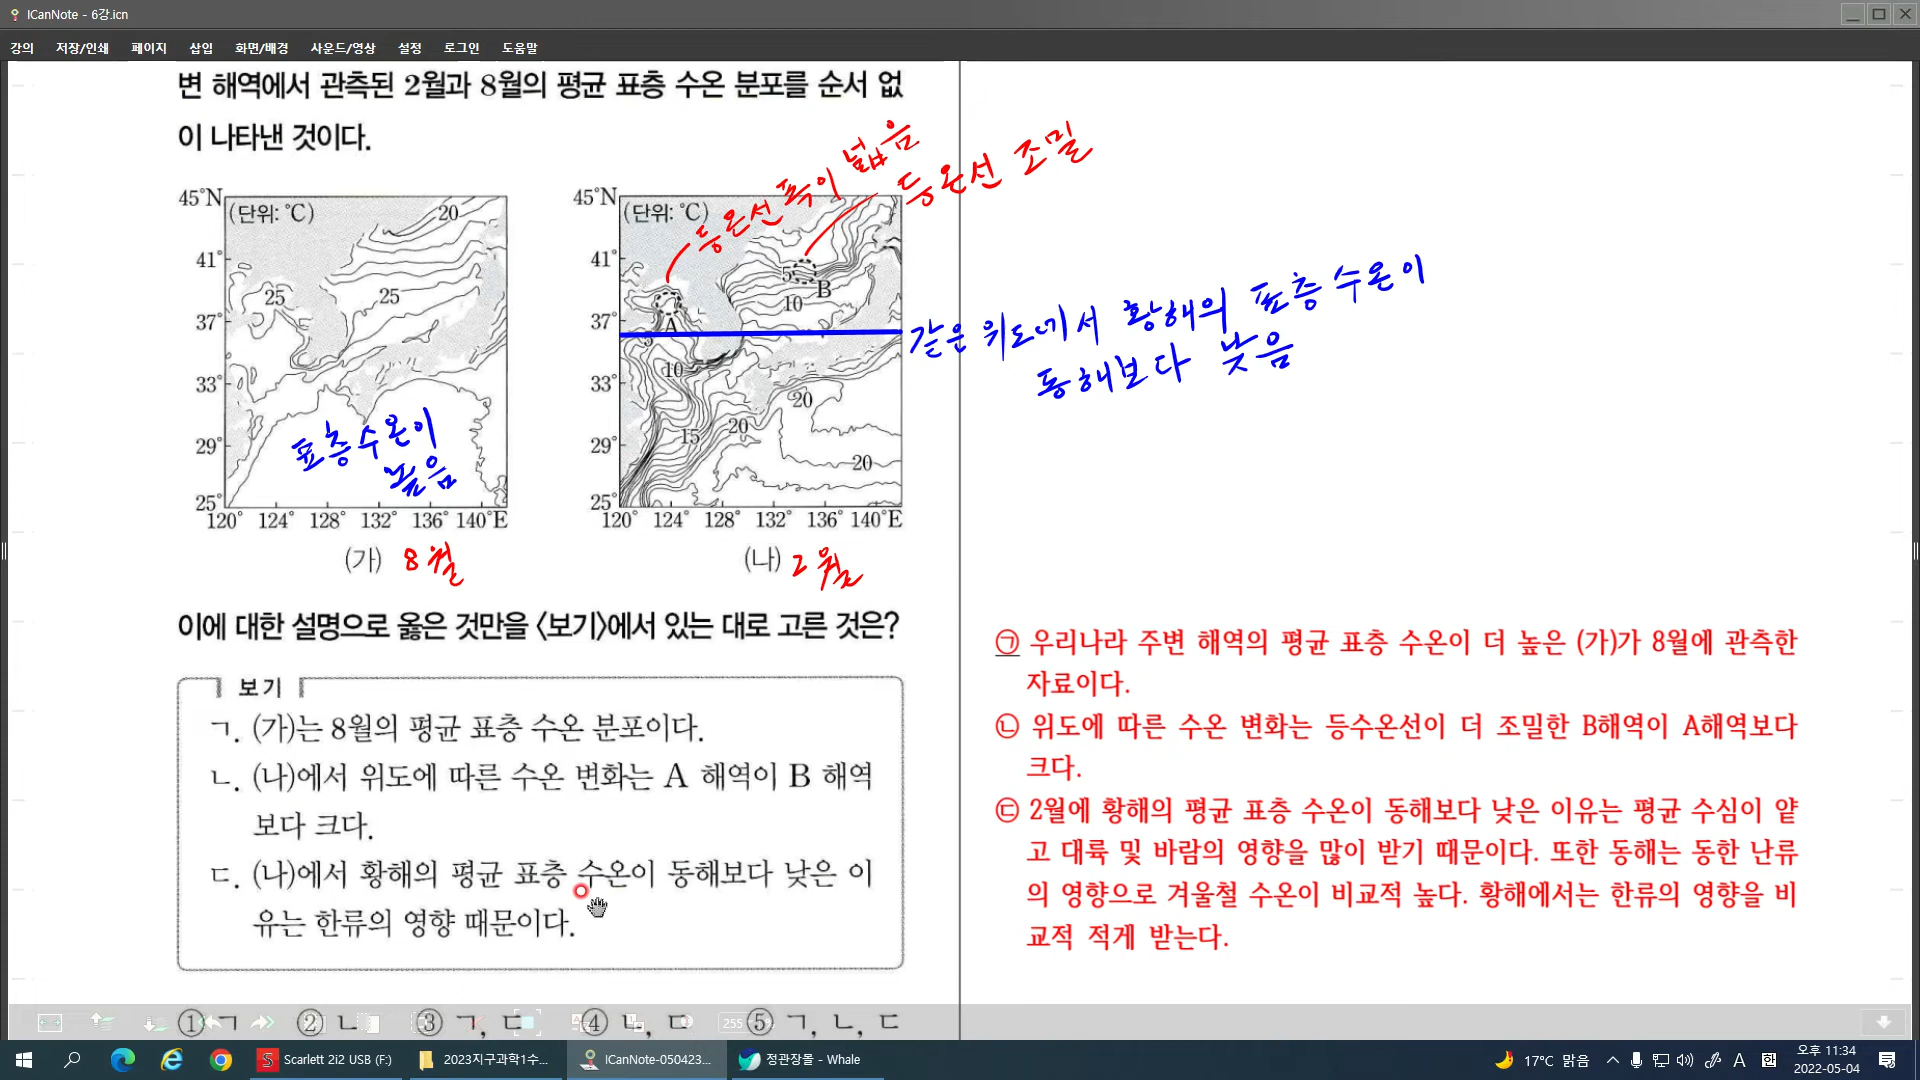 ICanNote - 6강.icn
강의 저장/인쇄 페이지 삽입 화면/배경 사운드/영상 설정 로그인 도움말
변 해역에서 관측된 2월과 8월의 평균 표층 수온 분포를 순서 없
이 나타낸 것이다.
45°N
(단위: ℃)
20
41°
25
25
37°
33°
29°
25°
120° 124° 128° 132° 136° 140°E
표층수온이
높음
(가) 8월
45°N
(단위: ℃)
41°
5
B
10
37°
A
5
33°
10
20
29°
15
20
20
25°
120° 124° 128° 132° 136° 140°E
(나) 2월
등온선 폭이 넓음
등온선 조밀
같은 위도에서 황해의 표층수온이
동해보다 낮음
이에 대한 설명으로 옳은 것만을 〈보기〉에서 있는 대로 고른 것은?
보기
ㄱ. (가)는 8월의 평균 표층 수온 분포이다.
ㄴ. (나)에서 위도에 따른 수온 변화는 A 해역이 B 해역
보다 크다.
ㄷ. (나)에서 황해의 평균 표층 수온이 동해보다 낮은 이
유는 한류의 영향 때문이다.
① ㄱ ② ㄴ ③ ㄱ, ㄷ ④ ㄴ, ㄷ ⑤ ㄱ, ㄴ, ㄷ
255
㉠ 우리나라 주변 해역의 평균 표층 수온이 더 높은 (가)가 8월에 관측한
자료이다.
㉡ 위도에 따른 수온 변화는 등수온선이 더 조밀한 B해역이 A해역보다
크다.
㉢ 2월에 황해의 평균 표층 수온이 동해보다 낮은 이유는 평균 수심이 얕
고 대륙 및 바람의 영향을 많이 받기 때문이다. 또한 동해는 동한 난류
의 영향으로 겨울철 수온이 비교적 높다. 황해에서는 한류의 영향을 비
교적 적게 받는다.
Scarlett 2i2 USB (F:) 2023지구과학1수... ICanNote-050423... 정관장몰 - Whale
17°C 맑음 A 한 오후 11:34
2022-05-04